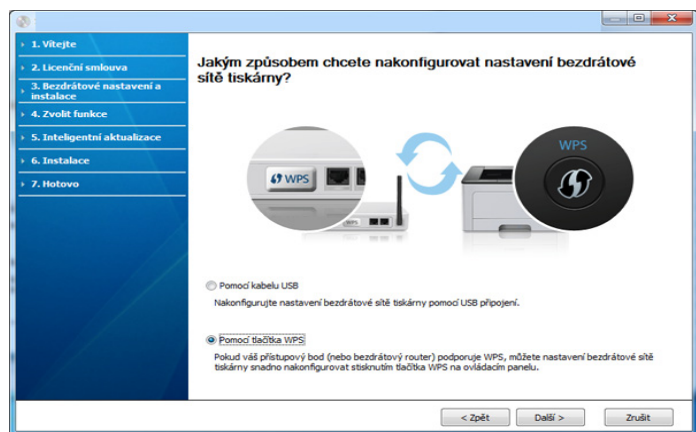 1. Vítejte
2. Licenční smlouva
3. Bezdrátové nastavení a
instalace
4. Zvolit funkce
5. Inteligentní aktualizace
6. Instalace
7. Hotovo
Jakým způsobem chcete nakonfigurovat nastavení bezdrátové
sítě tiskárny?
WPS
WPS
WPS
Pomocí kabelu USB
Nakonfigurujte nastavení bezdrátové sítě tiskárny pomocí USB připojení.
Pomocí tlačítka WPS
Pokud váš přístupový bod (nebo bezdrátový router) podporuje WPS, můžete nastavení bezdrátové sítě
tiskárny snadno nakonfigurovat stisknutím tlačítka WPS na ovládacím panelu.
< Zpět
Další >
Zrušit